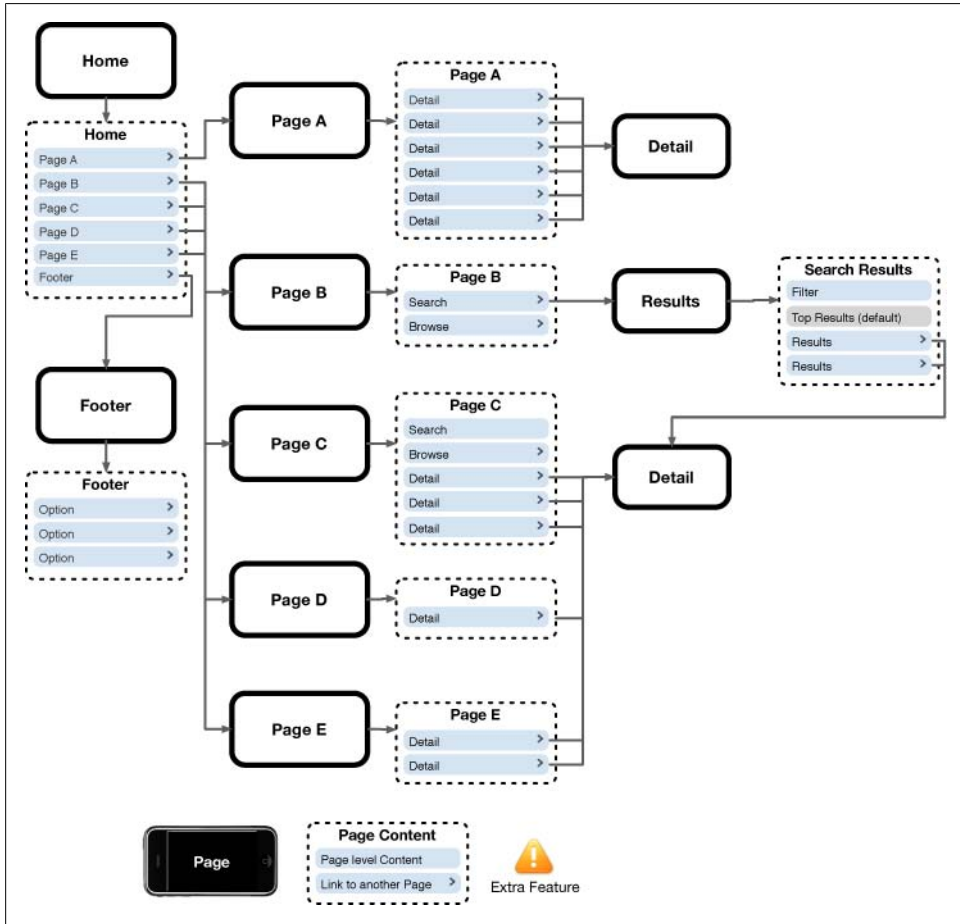 Home
Home
Page A
Page B
Page C
Page D
Page E
Footer
Footer
Footer
Option
Option
Option
Page A
Page A
Detail
Detail
Detail
Detail
Detail
Detail
Detail
Page B
Page B
Search
Browse
Results
Search Results
Filter
Top Results (default)
Results
Results
Page C
Page C
Search
Browse
Detail
Detail
Detail
Detail
Page D
Page D
Detail
Page E
Page E
Detail
Detail
Page
Page Content
Page level Content
Link to another Page
Extra Feature